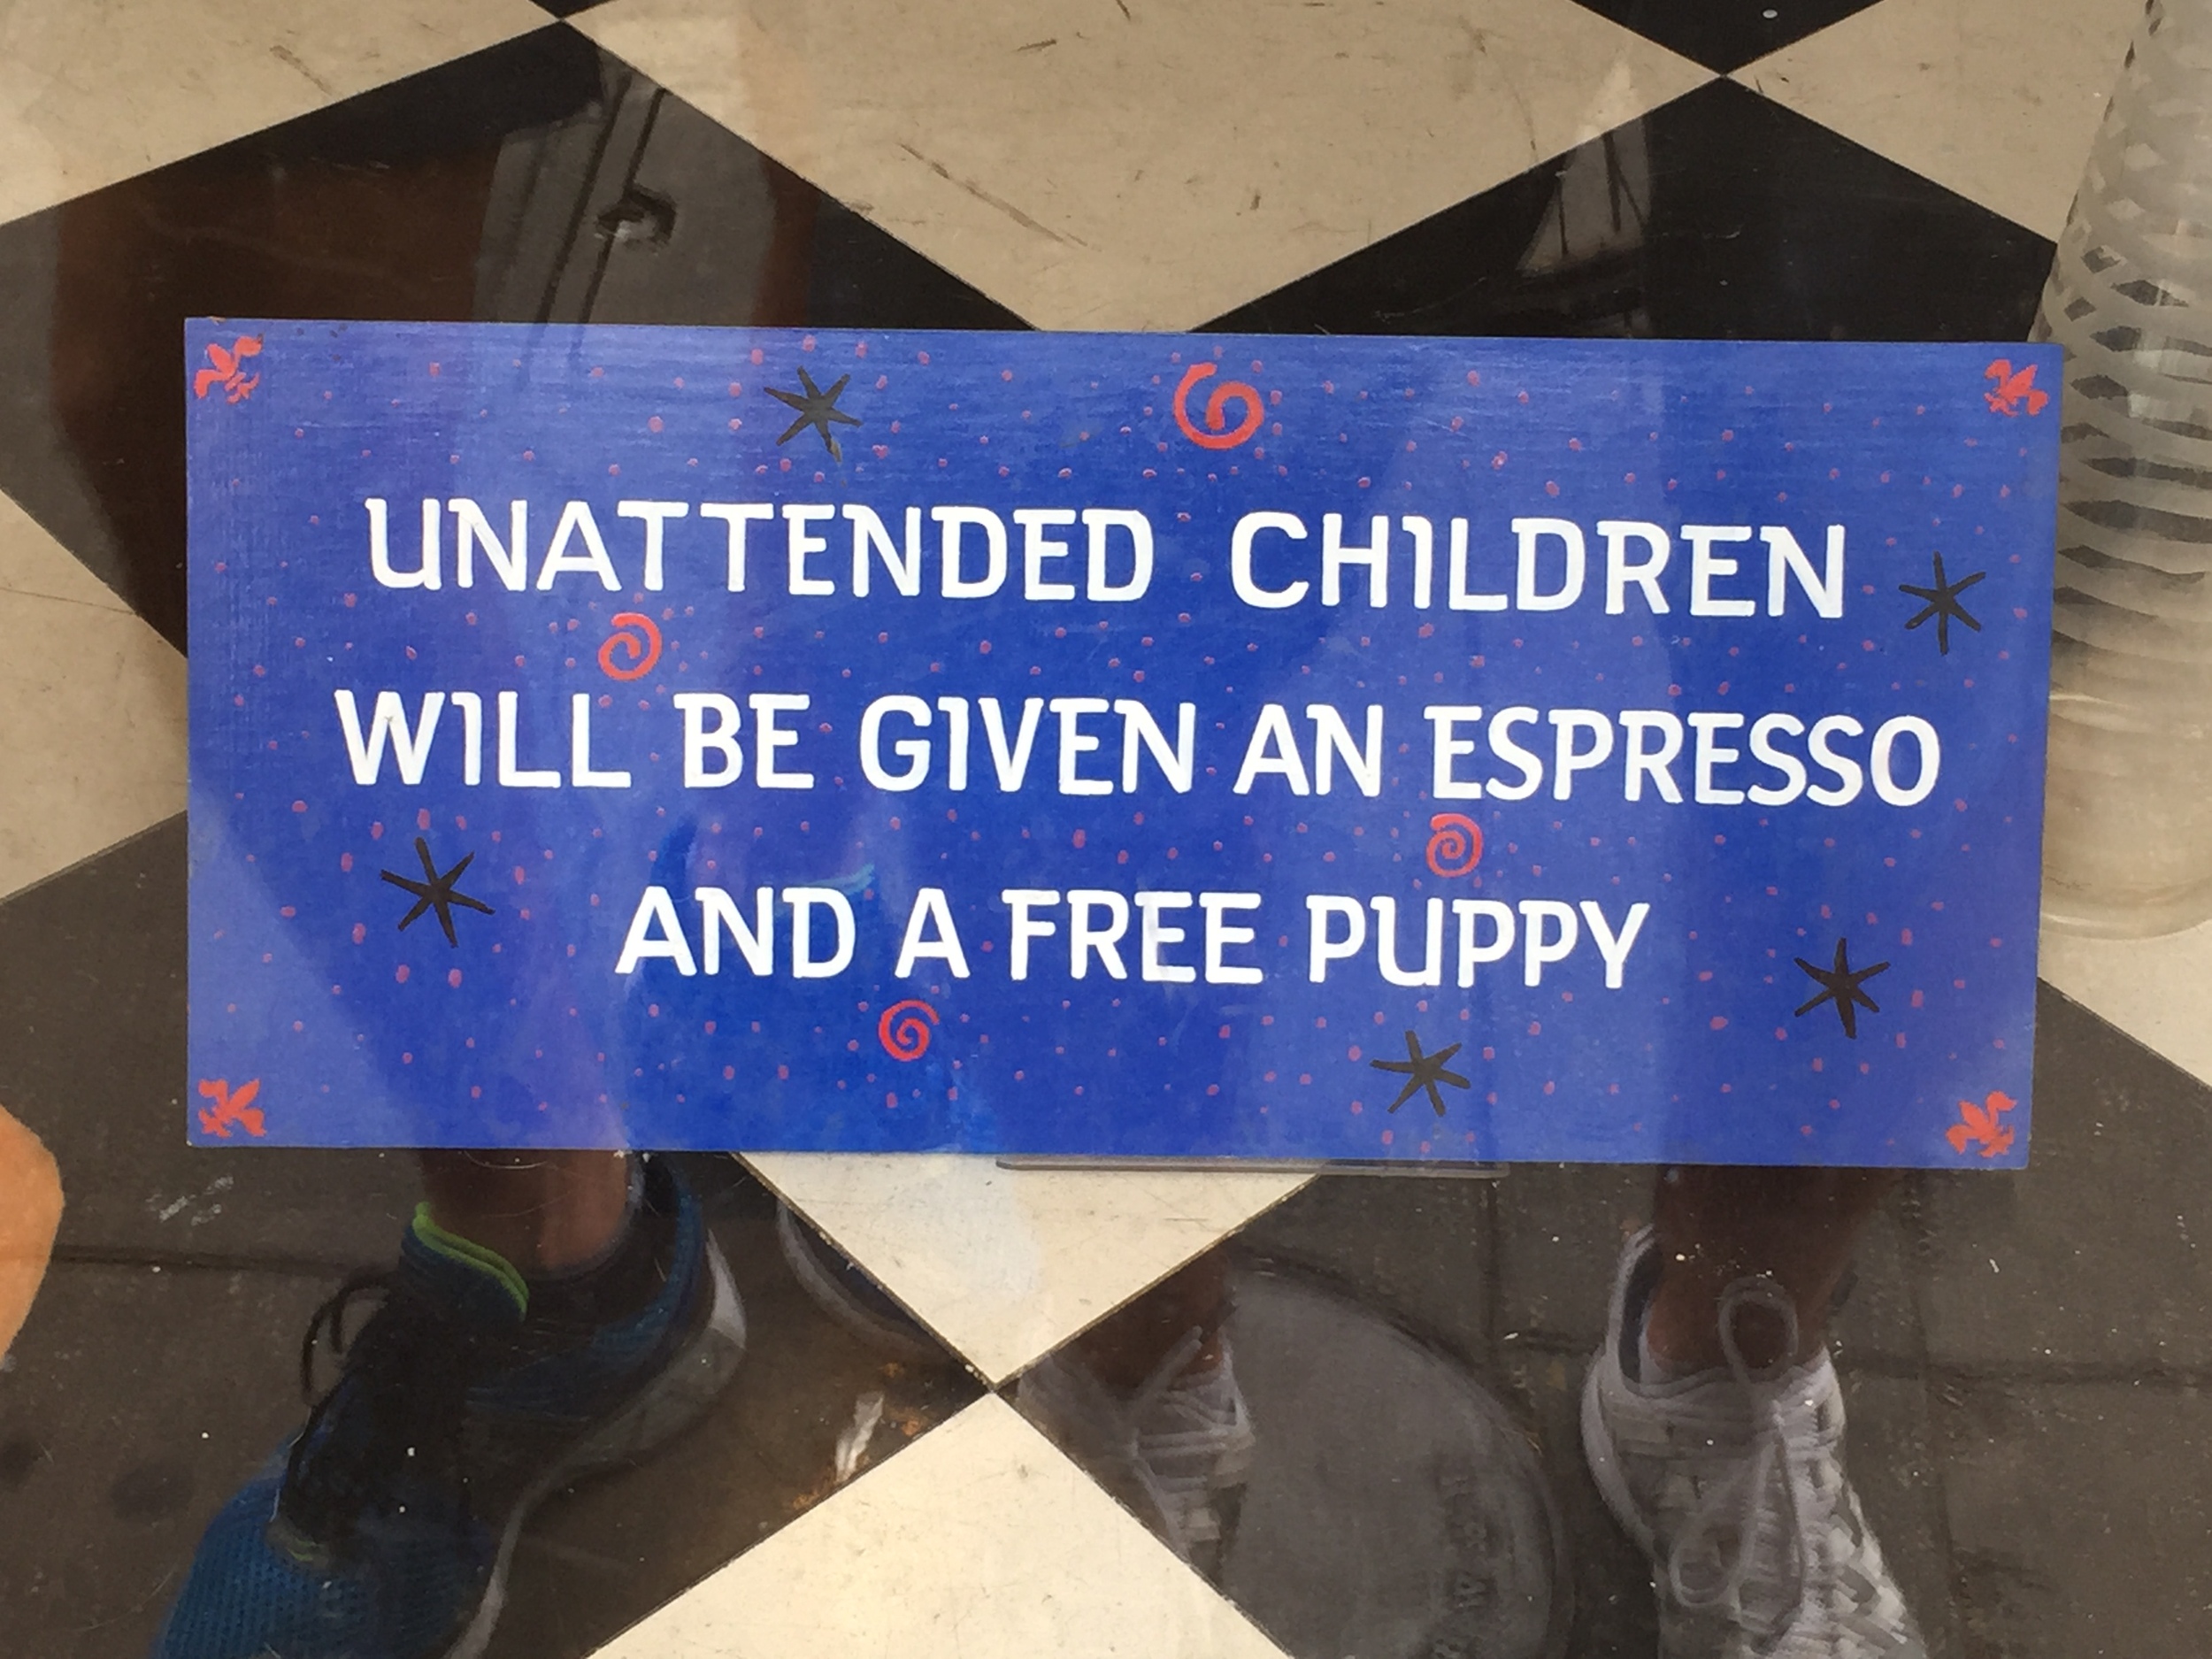 UNATTENDED CHILDREN
WILL BE GIVEN AN ESPRESSO
AND A FREE PUPPY